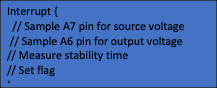 Interrupt {
// Sample A7 pin for source voltage
// Sample A6 pin for output voltage
// Measure stability time
// Set flag